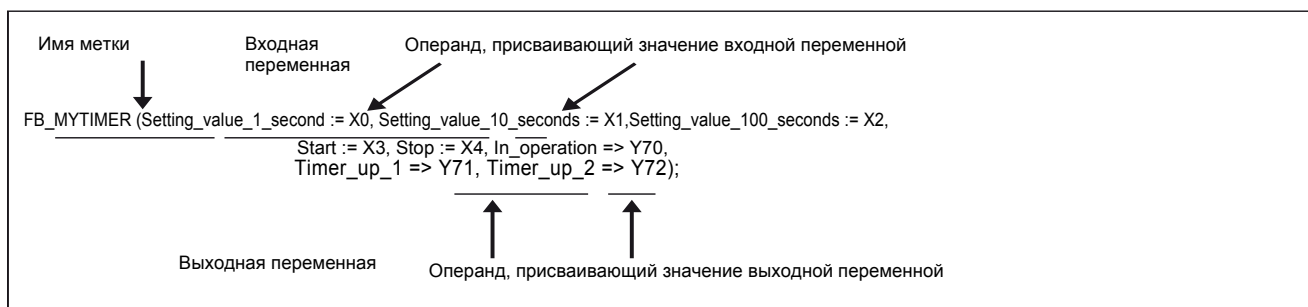 Имя метки
Входная
переменная
Операнд, присваивающий значение входной переменной
FB_MYTIMER (Setting_value_1_second := X0, Setting_value_10_seconds := X1,Setting_value_100_seconds := X2,
Start := X3, Stop := X4, In_operation => Y70,
Timer_up_1 => Y71, Timer_up_2 => Y72);
Выходная переменная
Операнд, присваивающий значение выходной переменной